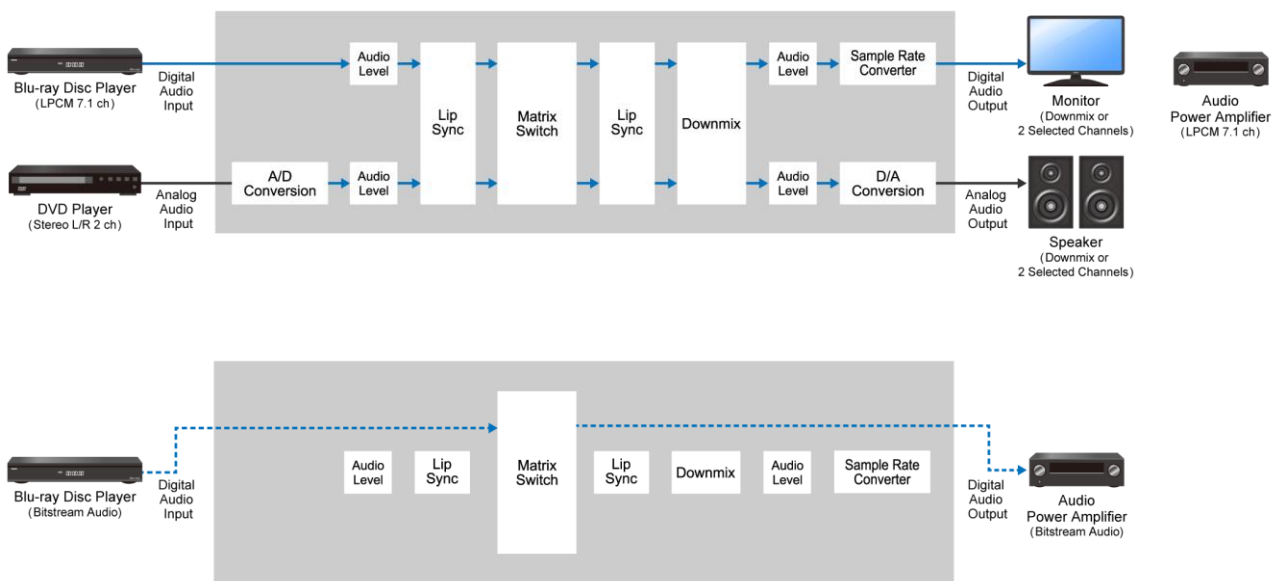 Blu-ray Disc Player
(LPCM 7.1 ch)
Digital
Audio
Input
Audio
Level
Lip
Sync
Matrix
Switch
Lip
Sync
Downmix
Audio
Level
Sample Rate
Converter
Digital
Audio
Output
Monitor
(Downmix or
2 Selected Channels)
Audio
Power Amplifier
(LPCM 7.1 ch)
DVD Player
(Stereo L/R 2 ch)
Analog
Audio
Input
A/D
Conversion
Audio
Level
Audio
Level
D/A
Conversion
Analog
Audio
Output
Speaker
(Downmix or
2 Selected Channels)
Blu-ray Disc Player
(Bitstream Audio)
Digital
Audio
Input
Audio
Level
Lip
Sync
Matrix
Switch
Lip
Sync
Downmix
Audio
Level
Sample Rate
Converter
Digital
Audio
Output
Audio
Power Amplifier
(Bitstream Audio)